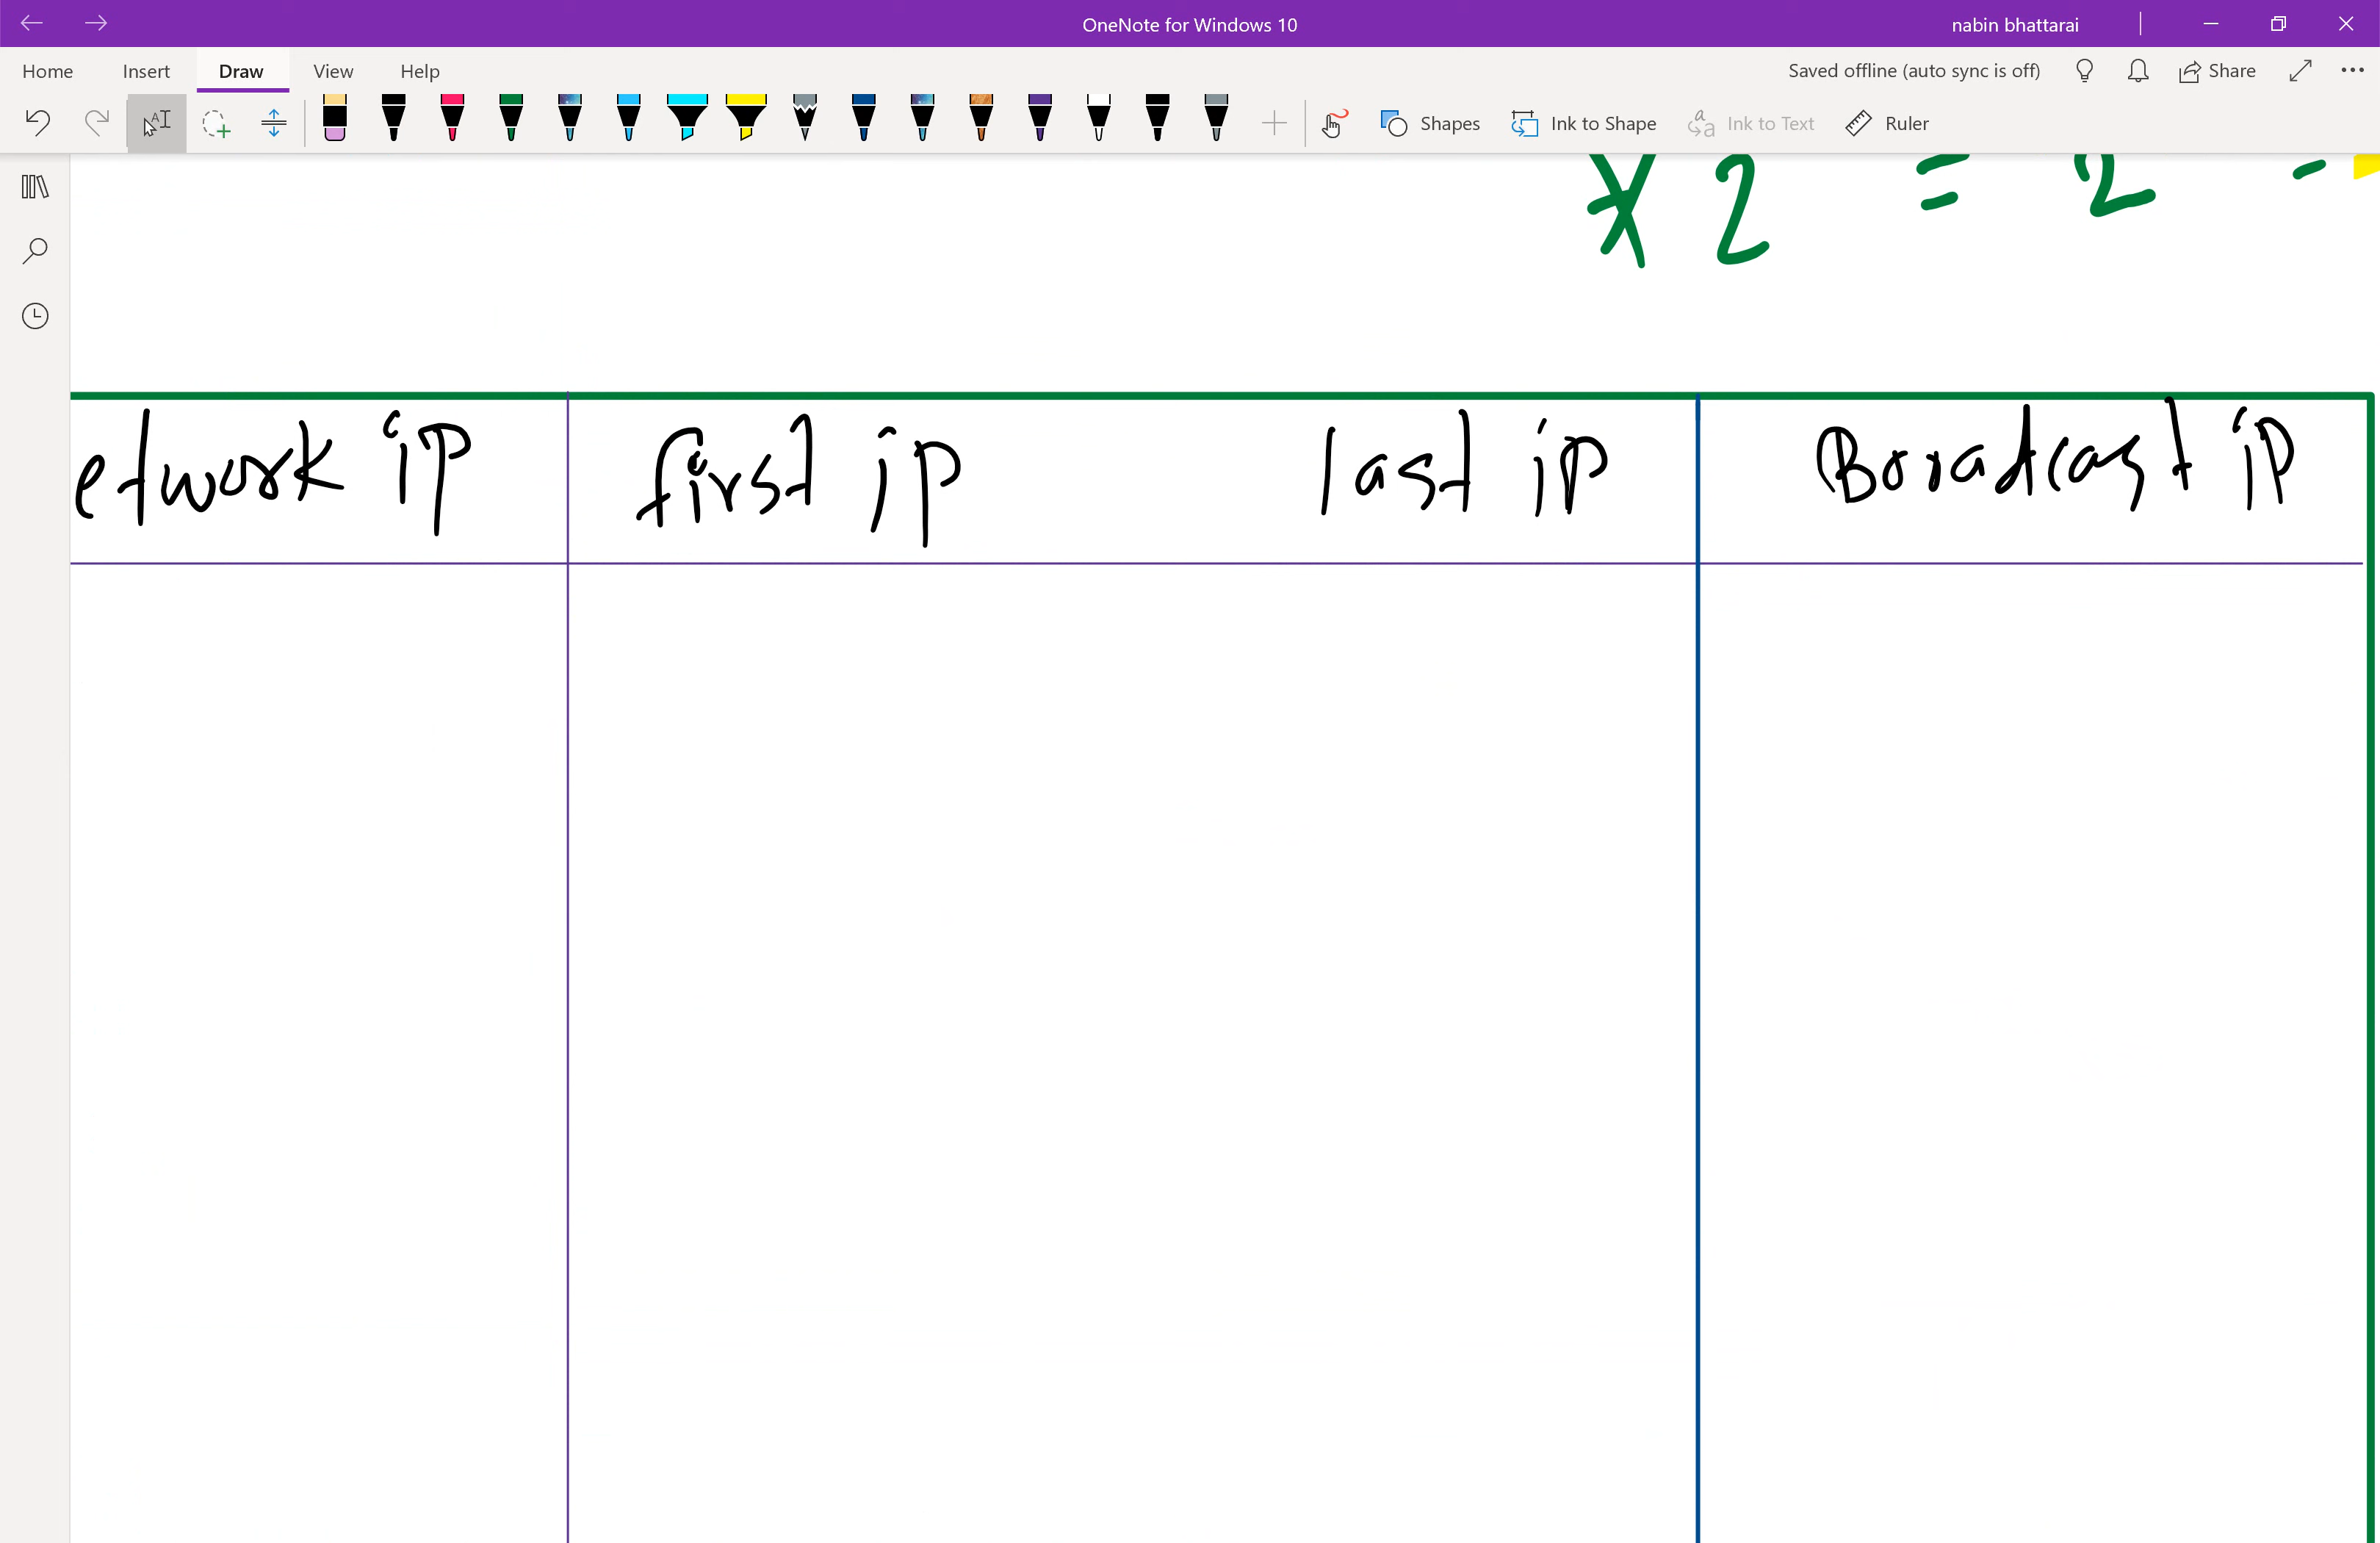 OneNote for Windows 10
nabin bhattarai
Home Insert Draw View Help
Saved offline (auto sync is off) Share
Shapes Ink to Shape Ink to Text Ruler
2 = 2 -
etwork ip first ip last ip Boradcast ip